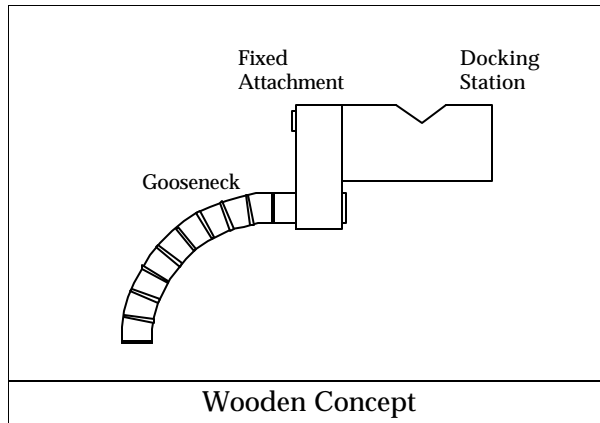 Fixed
Attachment
Docking
Station
Gooseneck
Wooden Concept